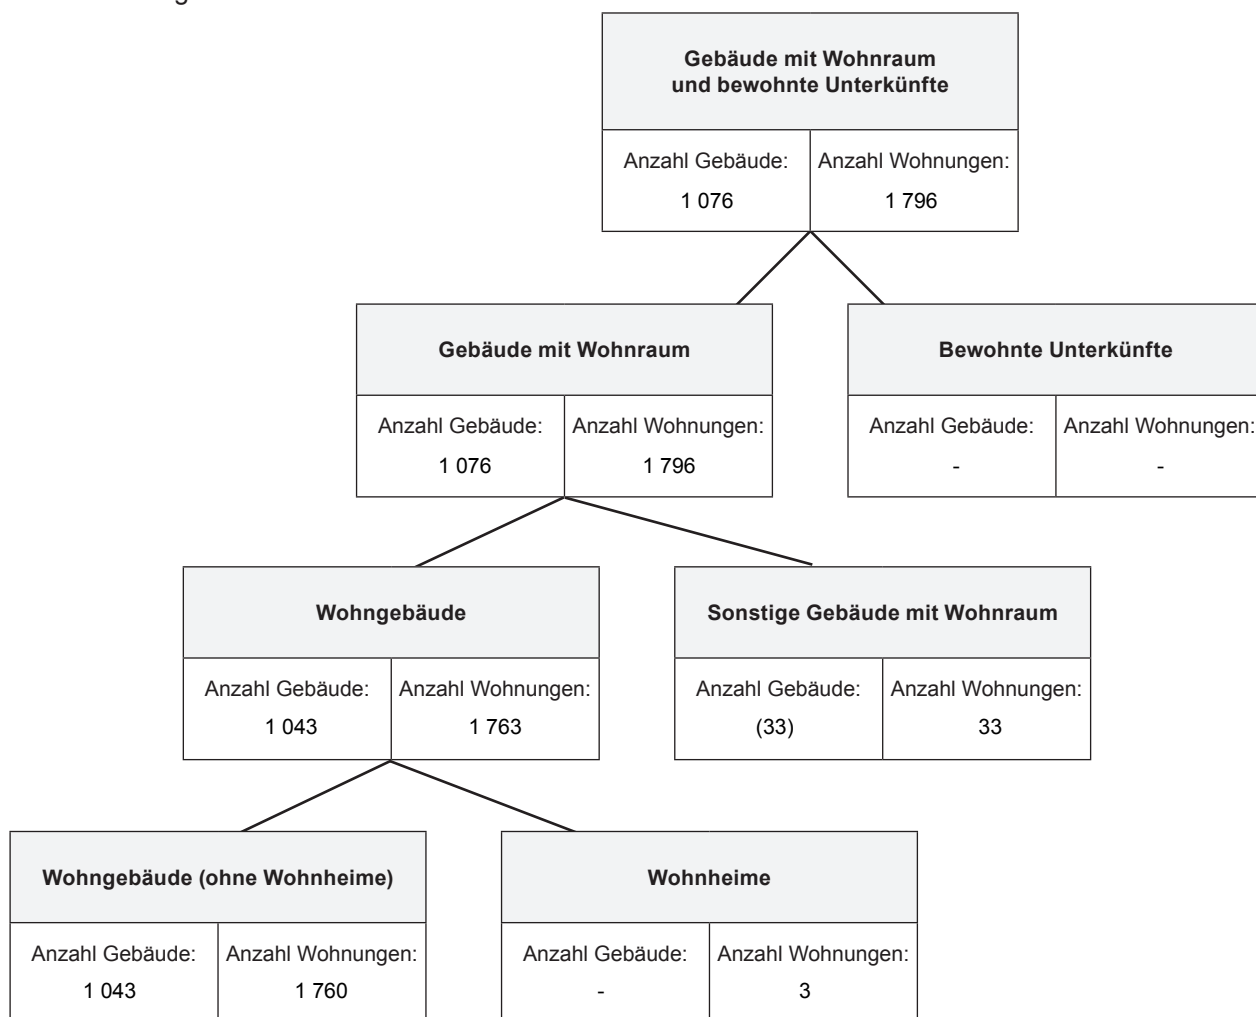 Gebäude mit Wohnraum
und bewohnte Unterkünfte
Anzahl Gebäude: Anzahl Wohnungen:
1 076 1 796
Gebäude mit Wohnraum Bewohnte Unterkünfte
Anzahl Gebäude: Anzahl Wohnungen: Anzahl Gebäude: Anzahl Wohnungen:
1 076 1 796 - -
Wohngebäude Sonstige Gebäude mit Wohnraum
Anzahl Gebäude: Anzahl Wohnungen: Anzahl Gebäude: Anzahl Wohnungen:
1 043 1 763 (33) 33
Wohngebäude (ohne Wohnheime) Wohnheime
Anzahl Gebäude: Anzahl Wohnungen: Anzahl Gebäude: Anzahl Wohnungen:
1 043 1 760 - 3